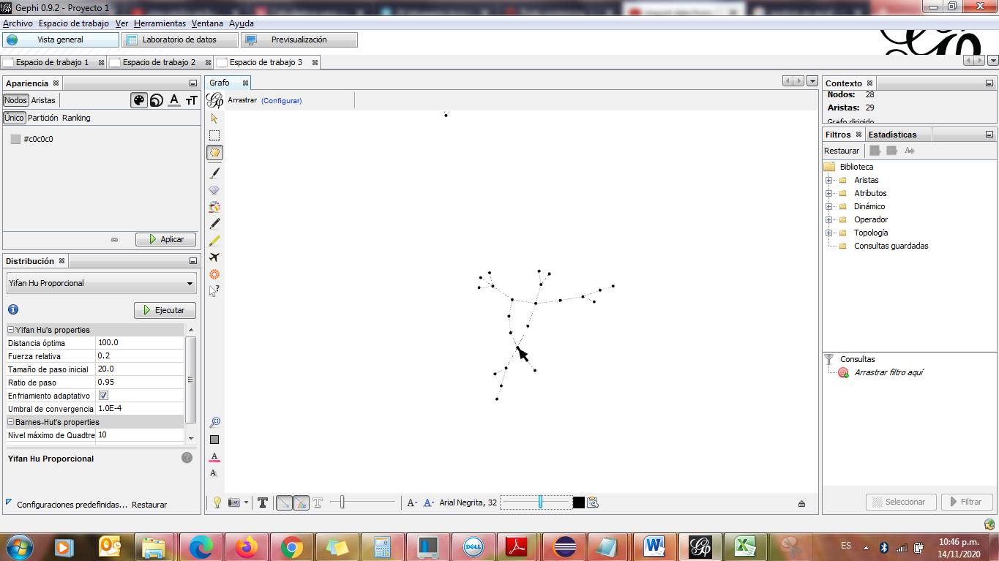 Gephi 0.9.2 - Proyecto 1
Archivo Espacio de trabajo Ver Herramientas Ventana Ayuda
Vista general Laboratorio de datos Previsualización
Espacio de trabajo 1 Espacio de trabajo 2 Espacio de trabajo 3
Apariencia
Nodos Aristas
Único Partición Ranking
#c0c0c0
Aplicar
Distribución
Yifan Hu Proporcional
Ejecutar
Yifan Hu's properties
Distancia óptima 100.0
Fuerza relativa 0.2
Tamaño de paso inicial 20.0
Ratio de paso 0.95
Enfriamiento adaptativo
Umbral de convergencia 1.0E-4
Barnes-Hut's properties
Nivel máximo de Quadtre 10
Yifan Hu Proporcional
Configuraciones predefinidas... Restaurar
Grafo
Arrastrar (Configurar)
Arial Negrita, 32
Contexto
Nodos: 28
Aristas: 29
Grafo dirigido
Filtros Estadísticas
Restaurar
Biblioteca
Aristas
Atributos
Dinámico
Operador
Topología
Consultas guardadas
Consultas
Arrastrar filtro aquí
Seleccionar Filtrar
ES 10:46 p.m.
14/11/2020